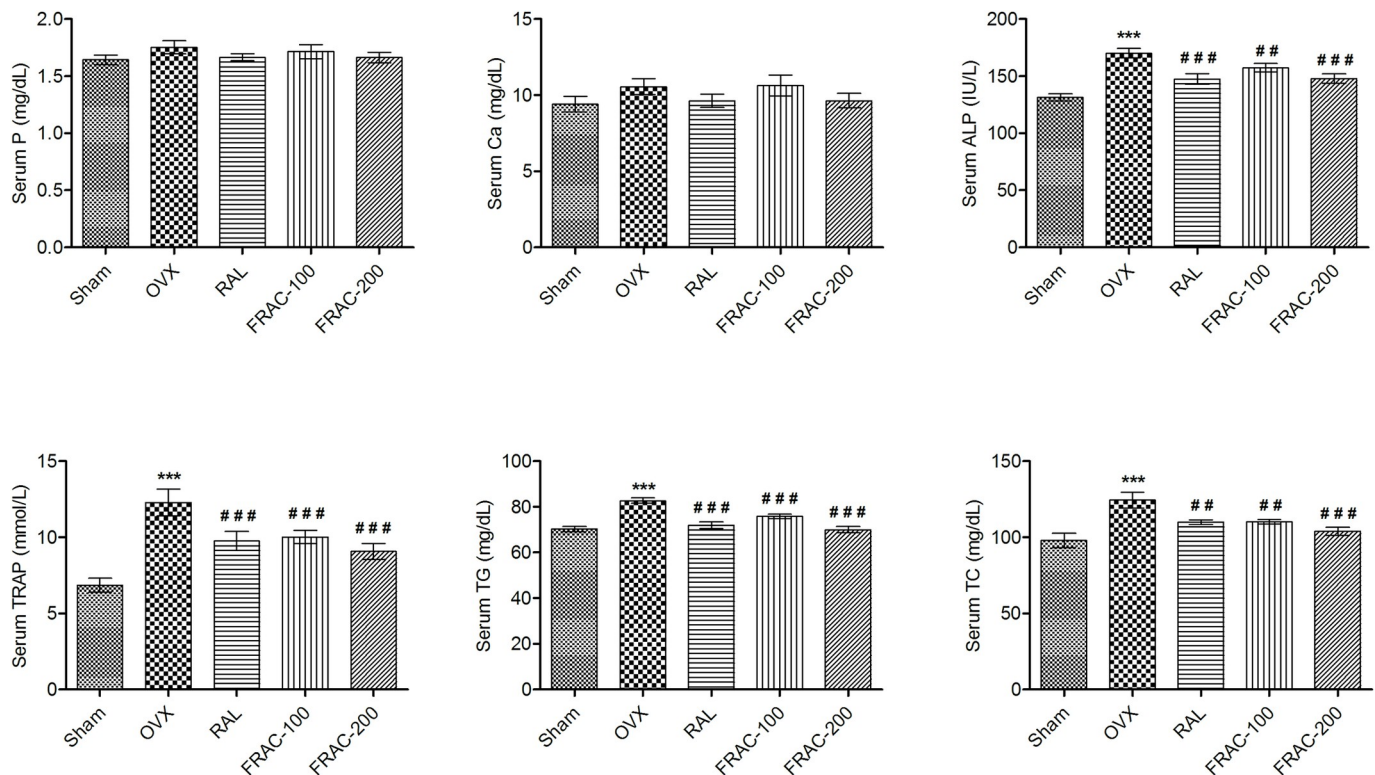 Serum P (mg/dL)
2.0
1.5
1.0
0.5
0.0
Sham
OVX
RAL
FRAC-100
FRAC-200
Serum Ca (mg/dL)
15
10
5
0
Sham
OVX
RAL
FRAC-100
FRAC-200
Serum ALP (IU/L)
200
150
100
50
0
***
# # #
# #
# # #
Sham
OVX
RAL
FRAC-100
FRAC-200
Serum TRAP (mmol/L)
15
10
5
0
***
# # #
# # #
# # #
Sham
OVX
RAL
FRAC-100
FRAC-200
Serum TG (mg/dL)
100
80
60
40
20
0
***
# # #
# # #
# # #
Sham
OVX
RAL
FRAC-100
FRAC-200
Serum TC (mg/dL)
150
100
50
0
***
# #
# #
# # #
Sham
OVX
RAL
FRAC-100
FRAC-200